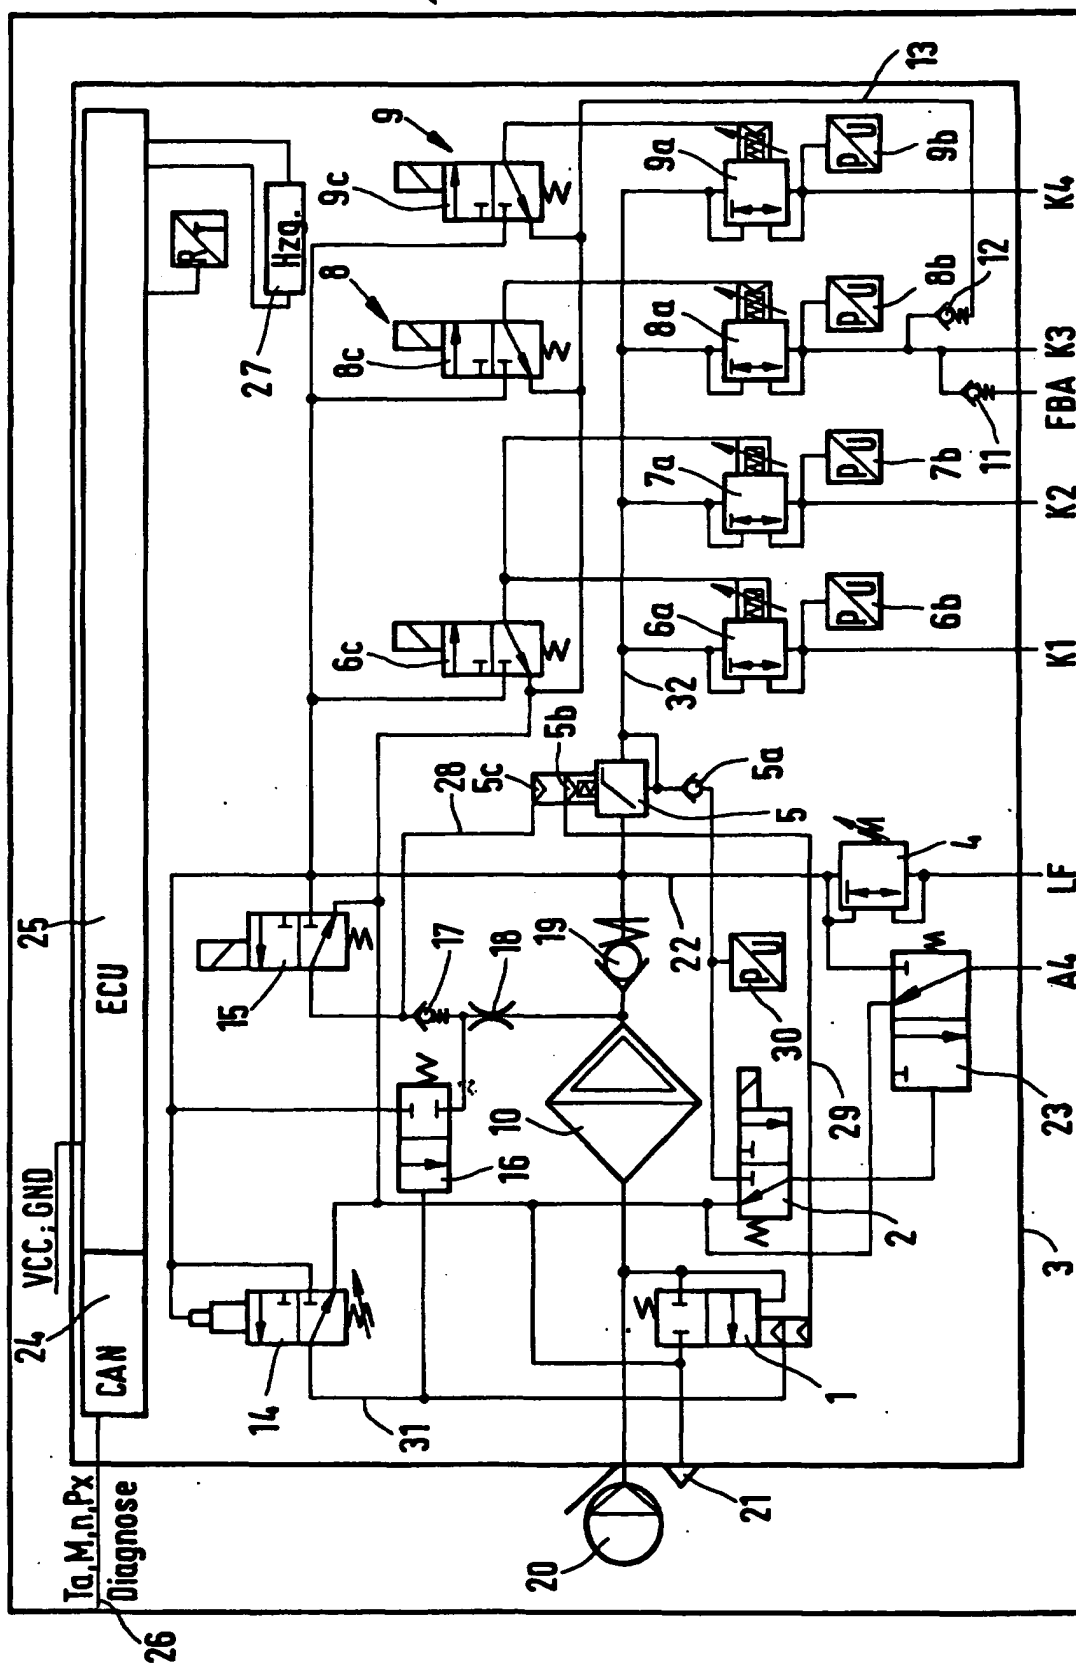 Ta,M,n,Px
Diagnose
26
24
VCC;GND
25
CAN
ECU
R T
27
Hzg.
14
31
15
16
17
18
28
5c
5b
6c
8c
8
9c
9
13
20
21
10
19
22
5
5a
32
6a
7a
8a
9a
1
2
29
30
P U
23
4
P U
6b
P U
7b
P U
8b
P U
9b
11
12
3
A4
LF
K1
K2
FBA
K3
K4